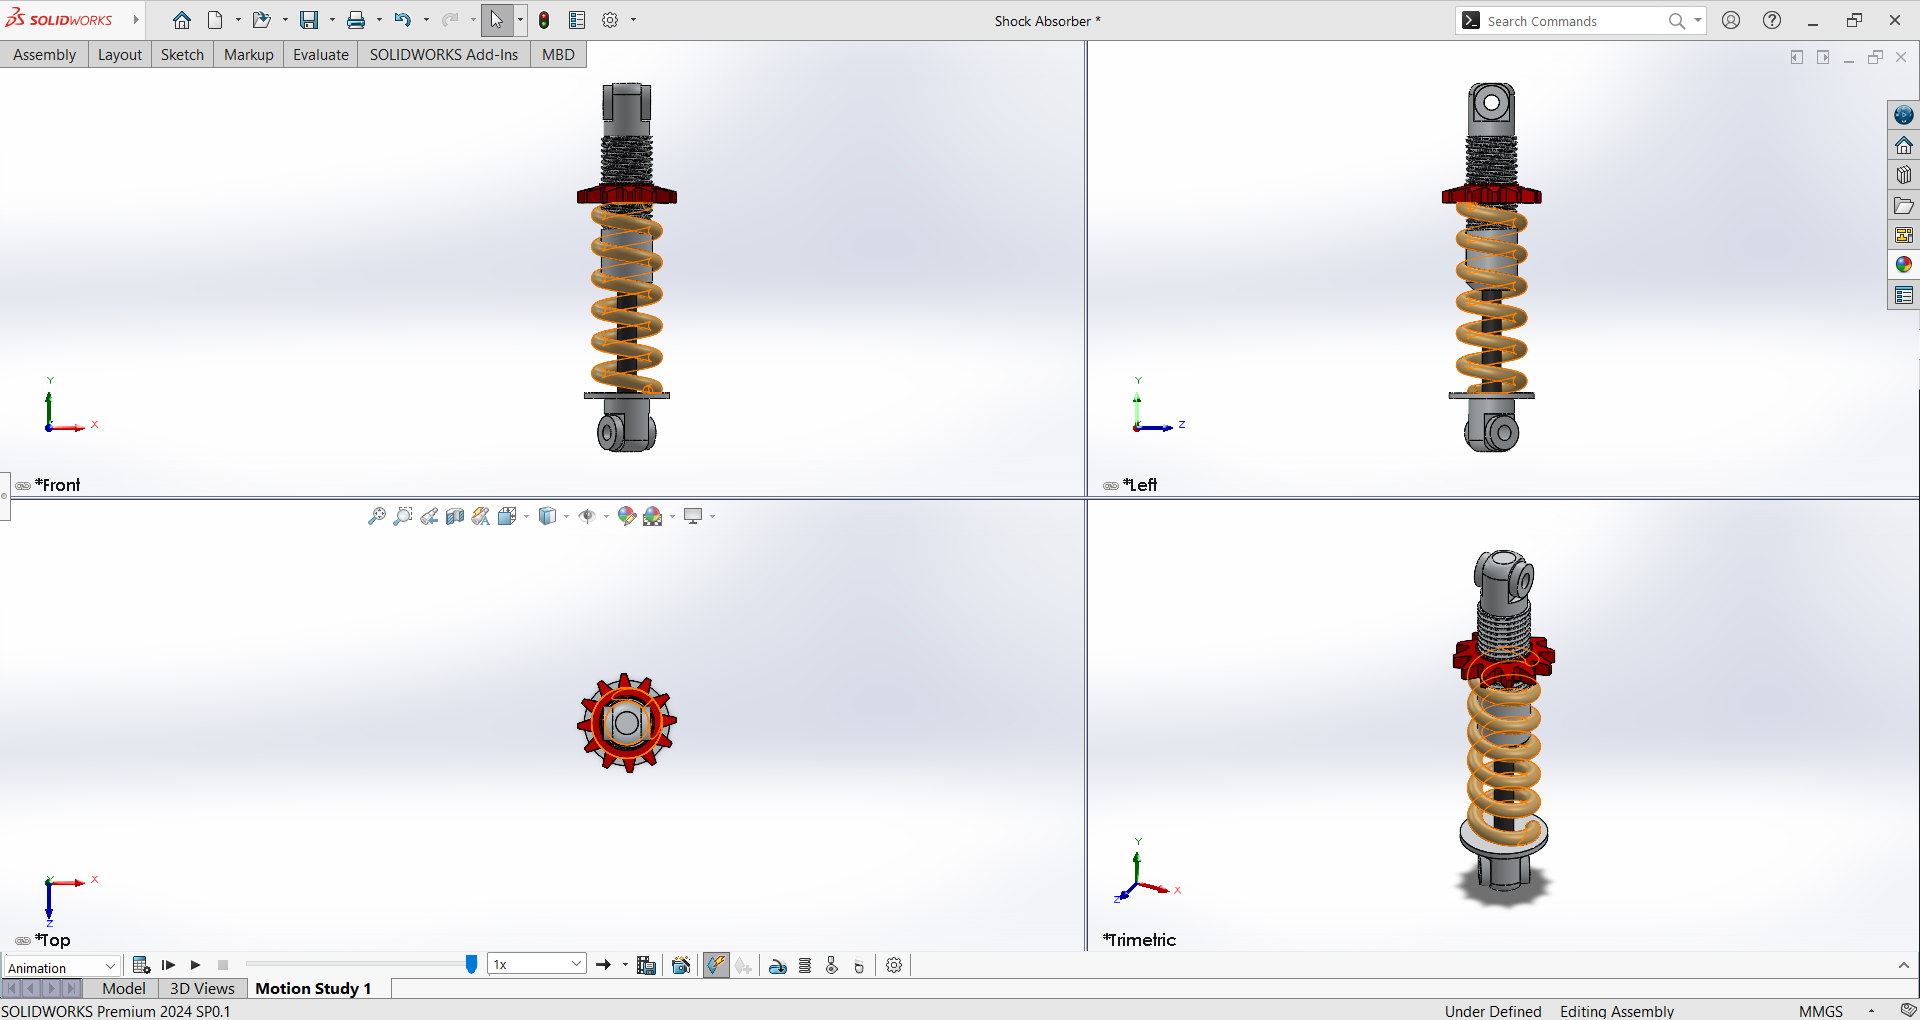 SOLIDWORKS
Shock Absorber *
Search Commands
Assembly
Layout
Sketch
Markup
Evaluate
SOLIDWORKS Add-Ins
MBD
Y
X
*Front
Y
Z
*Left
Y
X
Z
*Top
Y
X
Z
*Trimetric
Animation
1x
Model
3D Views
Motion Study 1
SOLIDWORKS Premium 2024 SP0.1
Under Defined
Editing Assembly
MMGS